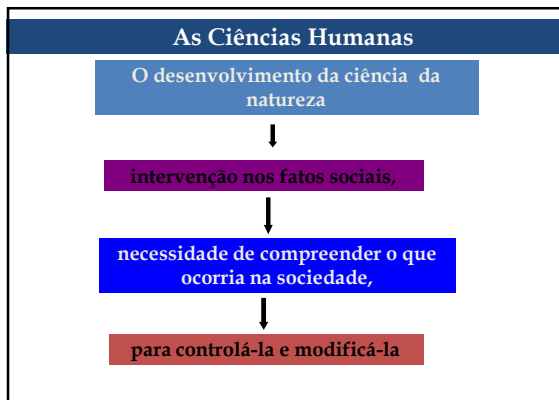 As Ciências Humanas
O desenvolvimento da ciência da
natureza
intervenção nos fatos sociais,
necessidade de compreender o que
ocorria na sociedade,
para controlá-la e modificá-la